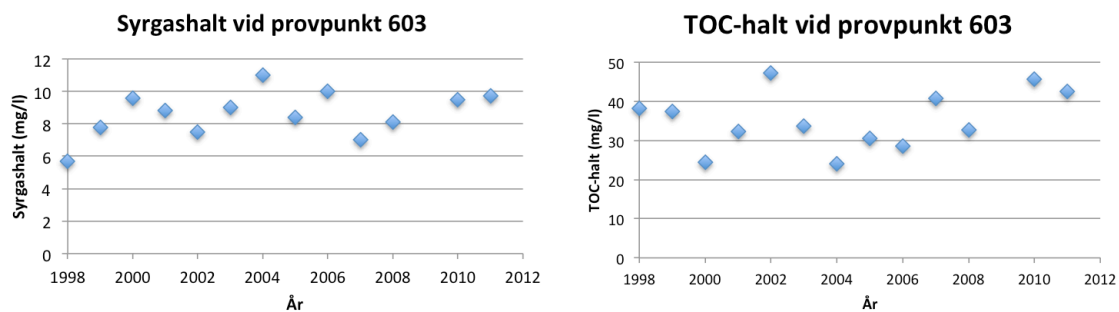 Syrgashalt vid provpunkt 603
Syrgashalt (mg/l)
12
10
8
6
4
2
0
1998 2000 2002 2004 2006 2008 2010 2012
År
TOC-halt vid provpunkt 603
TOC-halt (mg/l)
50
40
30
20
10
0
1998 2000 2002 2004 2006 2008 2010 2012
År